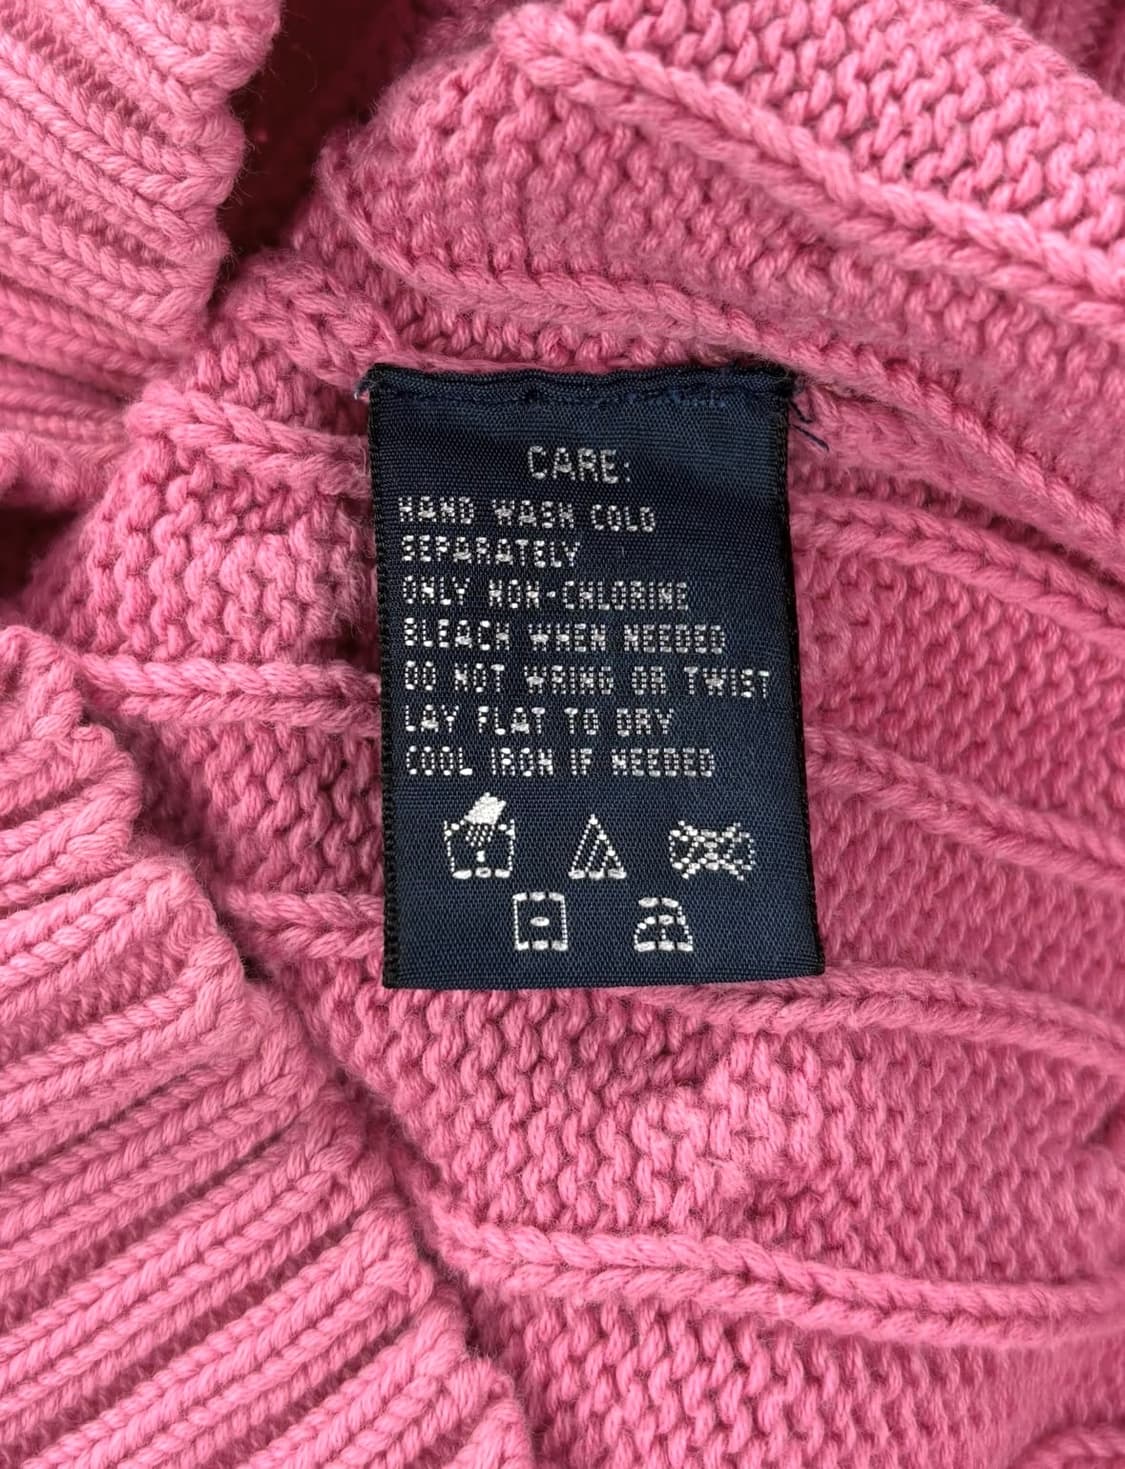 CARE:
HAND WASH COLD
SEPARATELY
ONLY NON-CHLORINE
BLEACH WHEN NEEDED
DO NOT WRING OR TWIST
LAY FLAT TO DRY
COOL IRON IF NEEDED